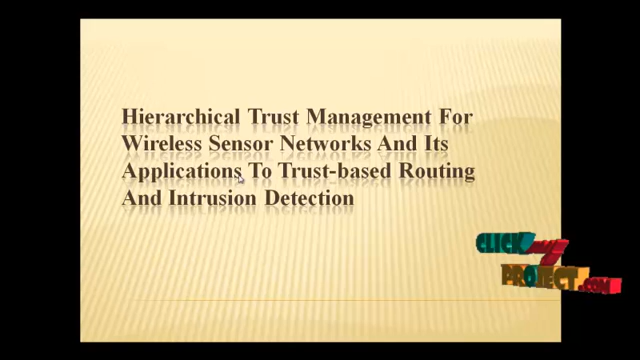 Hierarchical Trust Management For
Wireless Sensor Networks And Its
Applications To Trust-based Routing
And Intrusion Detection
CLICK
MY
PROJECT.COM